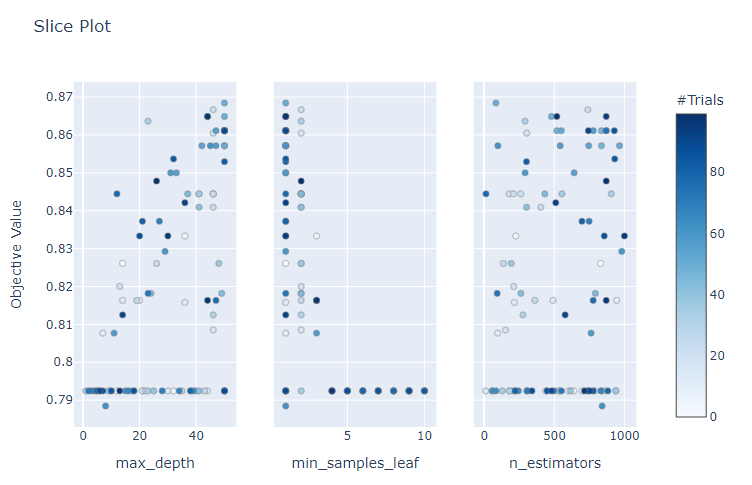 Slice Plot
#Trials
Objective Value
0.87
0.86
0.85
0.84
0.83
0.82
0.81
0.8
0.79
0 20 40
5 10
0 500 1000
max_depth
min_samples_leaf
n_estimators
80
60
40
20
0